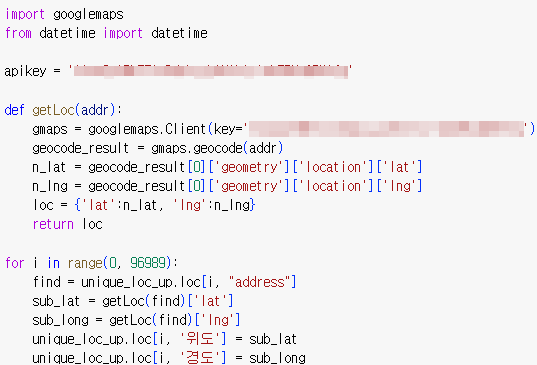 import googlemaps
from datetime import datetime
apikey = ' '
def getLoc(addr):
gmaps = googlemaps.Client(key=' ')
geocode_result = gmaps.geocode(addr)
n_lat = geocode_result[0]['geometry']['location']['lat']
n_lng = geocode_result[0]['geometry']['location']['lng']
loc = {'lat':n_lat, 'lng':n_lng}
return loc
for i in range(0, 96989):
find = unique_loc_up.loc[i, "address"]
sub_lat = getLoc(find)['lat']
sub_long = getLoc(find)['lng']
unique_loc_up.loc[i, '위도'] = sub_lat
unique_loc_up.loc[i, '경도'] = sub_long